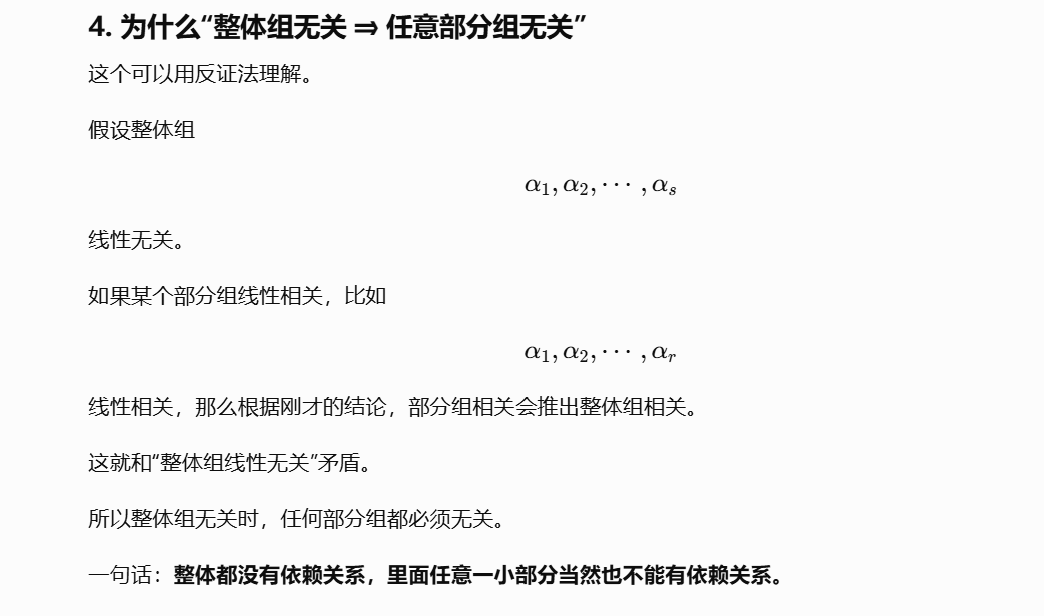 4. 为什么“整体组无关 ⇒ 任意部分组无关”
这个可以用反证法理解。
假设整体组
α₁, α₂, ⋯ , αₛ
线性无关。
如果某个部分组线性相关，比如
α₁, α₂, ⋯ , αᵣ
线性相关，那么根据刚才的结论，部分组相关会推出整体组相关。
这就和“整体组线性无关”矛盾。
所以整体组无关时，任何部分组都必须无关。
一句话：整体都没有依赖关系，里面任意一小部分当然也不能有依赖关系。